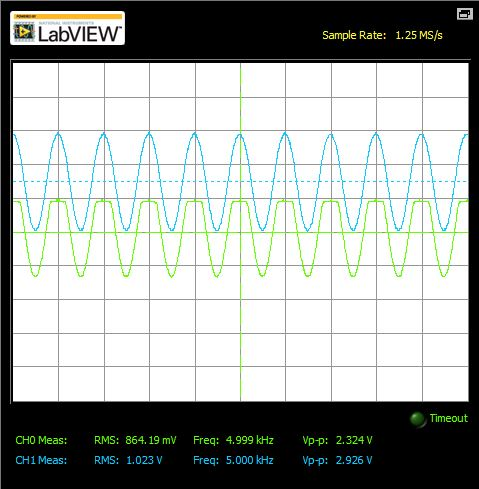 POWERED BY
NATIONAL INSTRUMENTS
LabVIEW™
Sample Rate: 1.25 MS/s
Timeout
CH0 Meas: RMS: 864.19 mV Freq: 4.999 kHz Vp-p: 2.324 V
CH1 Meas: RMS: 1.023 V Freq: 5.000 kHz Vp-p: 2.926 V